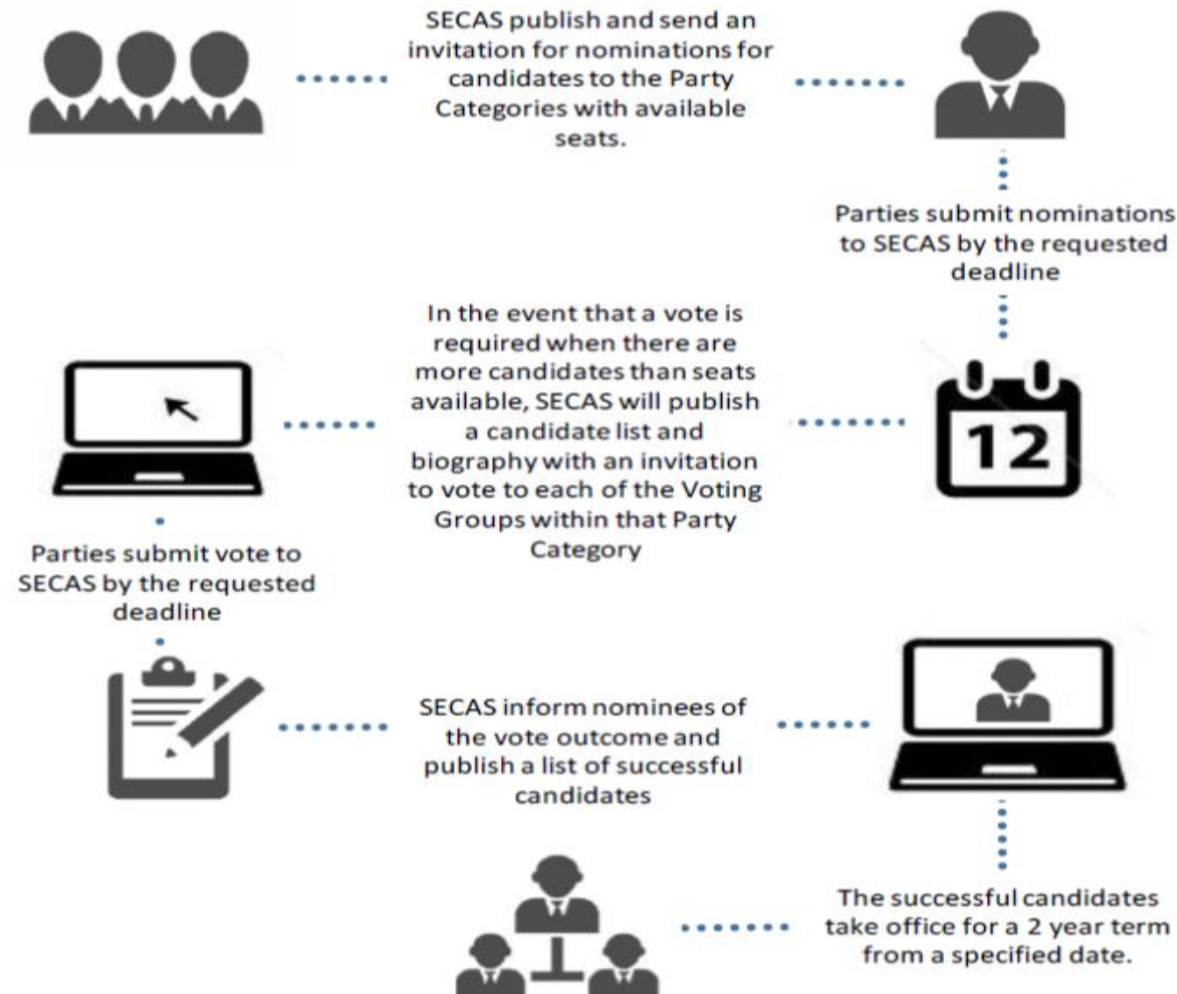 SECAS publish and send an
invitation for nominations for
candidates to the Party
Categories with available
seats.
Parties submit nominations
to SECAS by the requested
deadline
12
In the event that a vote is
required when there are
more candidates than seats
available, SECAS will publish
a candidate list and
biography with an invitation
to vote to each of the Voting
Groups within that Party
Category
Parties submit vote to
SECAS by the requested
deadline
SECAS inform nominees of
the vote outcome and
publish a list of successful
candidates
The successful candidates
take office for a 2 year term
from a specified date.